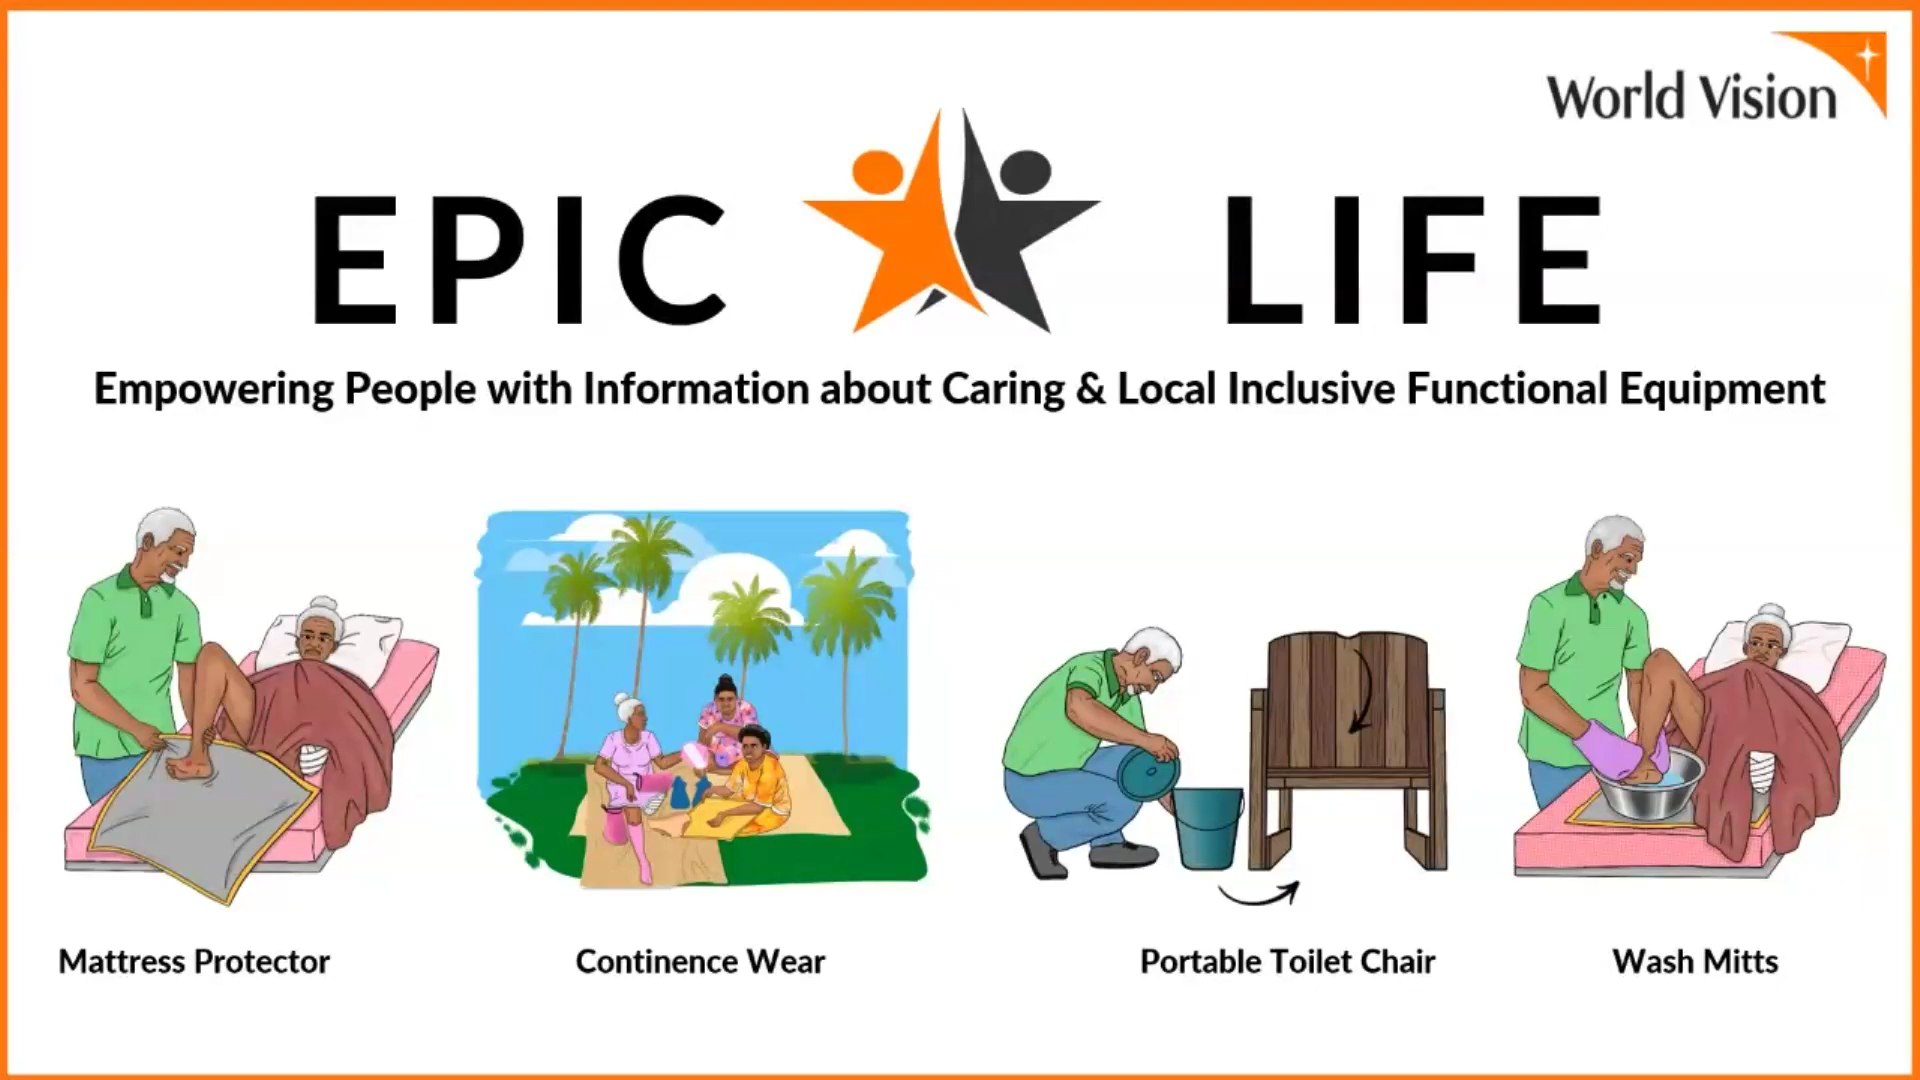 World Vision
EPIC LIFE
Empowering People with Information about Caring & Local Inclusive Functional Equipment
Mattress Protector
Continence Wear
Portable Toilet Chair
Wash Mitts